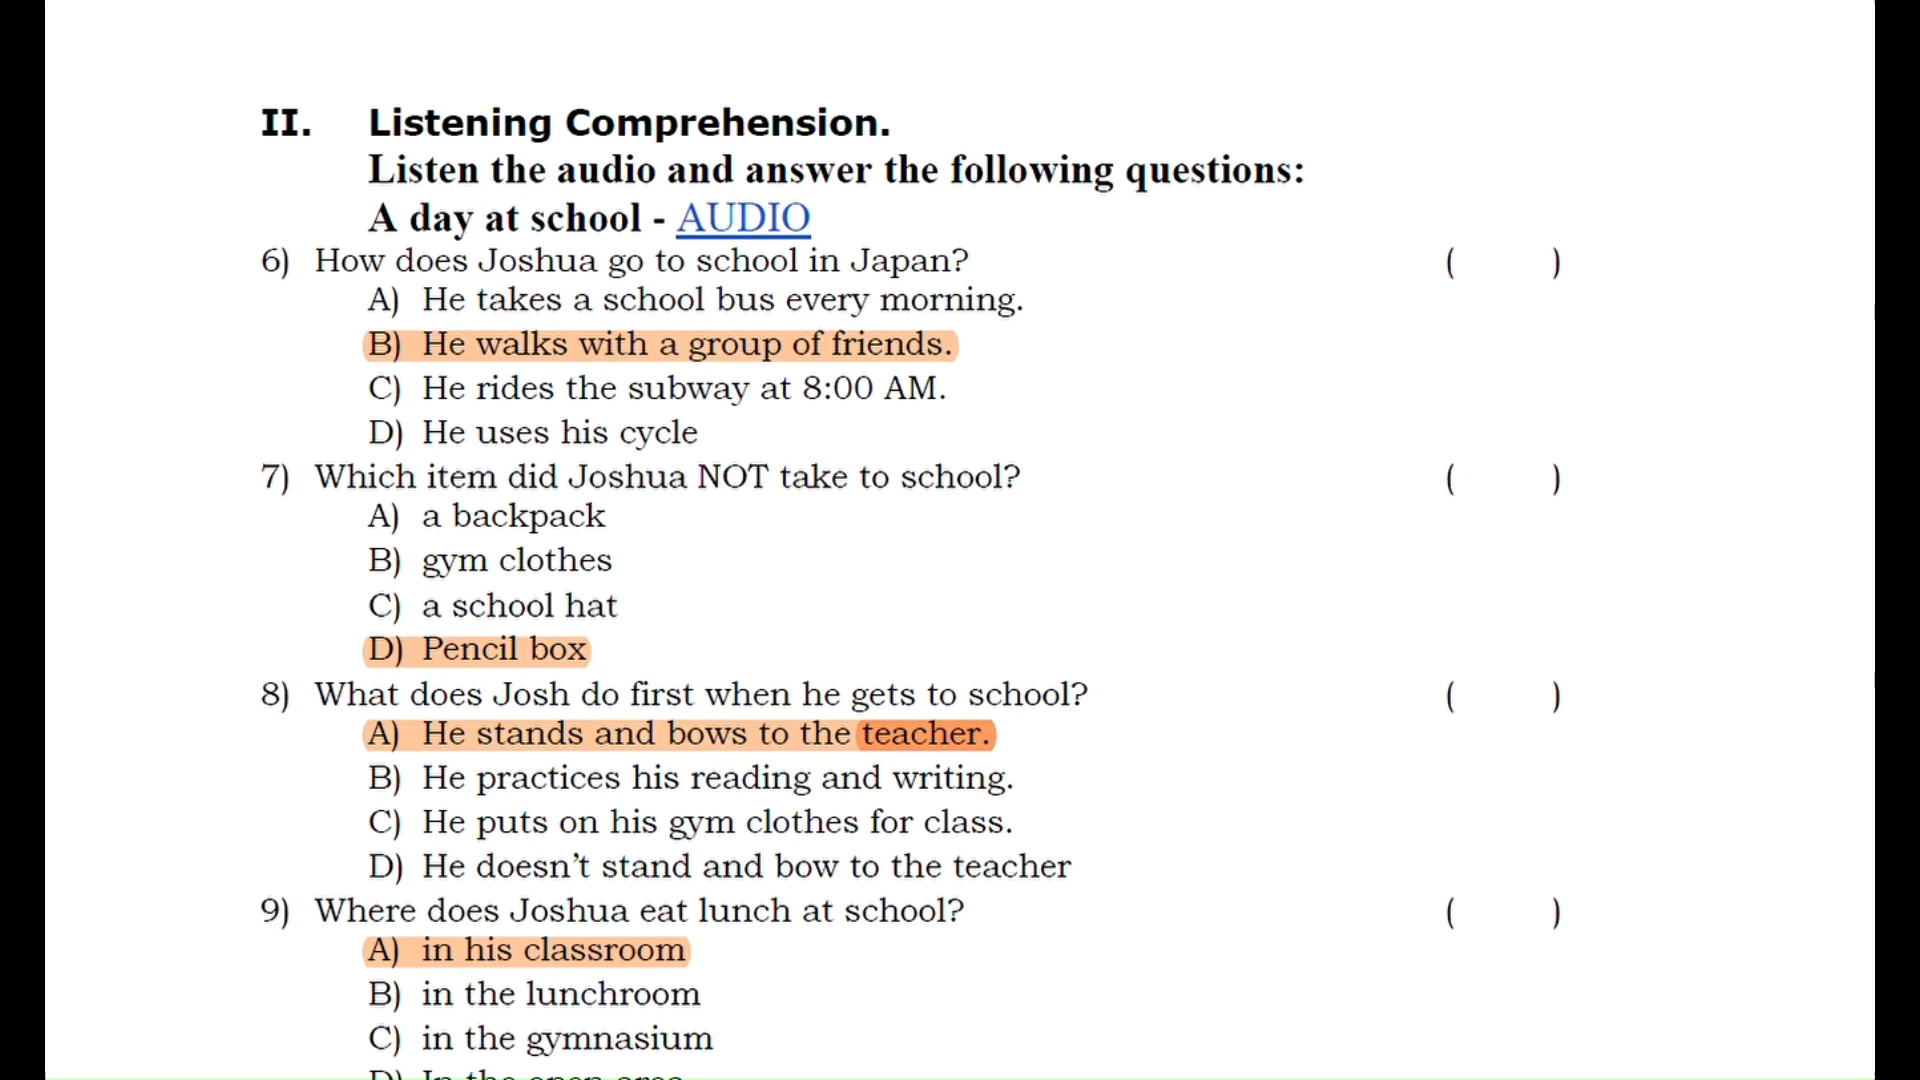 II. Listening Comprehension.
Listen the audio and answer the following questions:
A day at school - AUDIO
6) How does Joshua go to school in Japan? ( )
A) He takes a school bus every morning.
B) He walks with a group of friends.
C) He rides the subway at 8:00 AM.
D) He uses his cycle
7) Which item did Joshua NOT take to school? ( )
A) a backpack
B) gym clothes
C) a school hat
D) Pencil box
8) What does Josh do first when he gets to school? ( )
A) He stands and bows to the teacher.
B) He practices his reading and writing.
C) He puts on his gym clothes for class.
D) He doesn’t stand and bow to the teacher
9) Where does Joshua eat lunch at school? ( )
A) in his classroom
B) in the lunchroom
C) in the gymnasium
D) In the open area